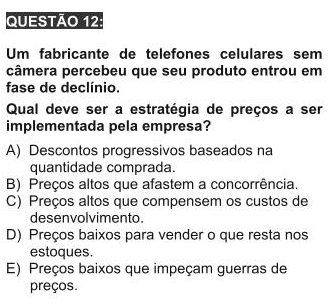 QUESTÃO 12:
Um fabricante de telefones celulares sem
câmera percebeu que seu produto entrou em
fase de declínio.
Qual deve ser a estratégia de preços a ser
implementada pela empresa?
A) Descontos progressivos baseados na
quantidade comprada.
B) Preços altos que afastem a concorrência.
C) Preços altos que compensem os custos de
desenvolvimento.
D) Preços baixos para vender o que resta nos
estoques.
E) Preços baixos que impeçam guerras de
preços.